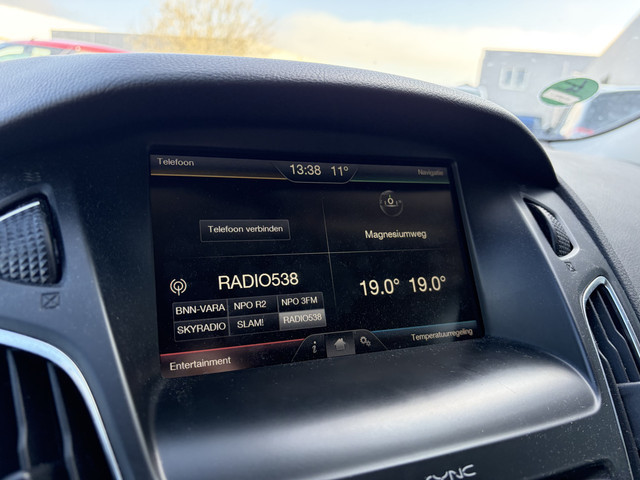 Telefoon
13:38 11°
Navigatie
Telefoon verbinden
Magnesiumweg
RADIO538
19.0° 19.0°
BNN-VARA NPO R2 NPO 3FM
SKYRADIO SLAM! RADIO538
Entertainment
Temperatuurregeling
SYNC